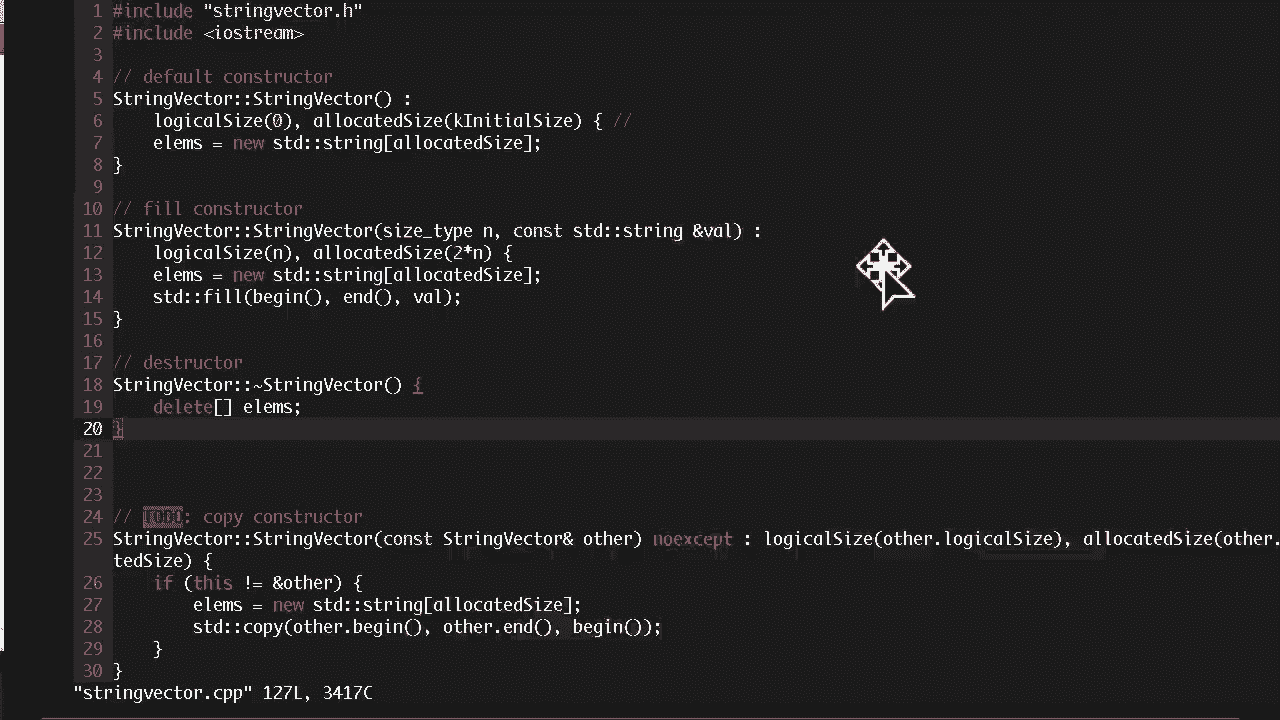 1 #include "stringvector.h"
2 #include <iostream>
3
4 // default constructor
5 StringVector::StringVector() :
6     logicalSize(0), allocatedSize(kInitialSize) { //
7     elems = new std::string[allocatedSize];
8 }
9
10 // fill constructor
11 StringVector::StringVector(size_type n, const std::string &val) :
12     logicalSize(n), allocatedSize(2*n) {
13     elems = new std::string[allocatedSize];
14     std::fill(begin(), end(), val);
15 }
16
17 // destructor
18 StringVector::~StringVector() {
19     delete[] elems;
20 }
21
22
23
24 // TODO: copy constructor
25 StringVector::StringVector(const StringVector& other) noexcept : logicalSize(other.logicalSize), allocatedSize(other.
tedSize) {
26     if (this != &other) {
27         elems = new std::string[allocatedSize];
28         std::copy(other.begin(), other.end(), begin());
29     }
30 }
"stringvector.cpp" 127L, 3417C